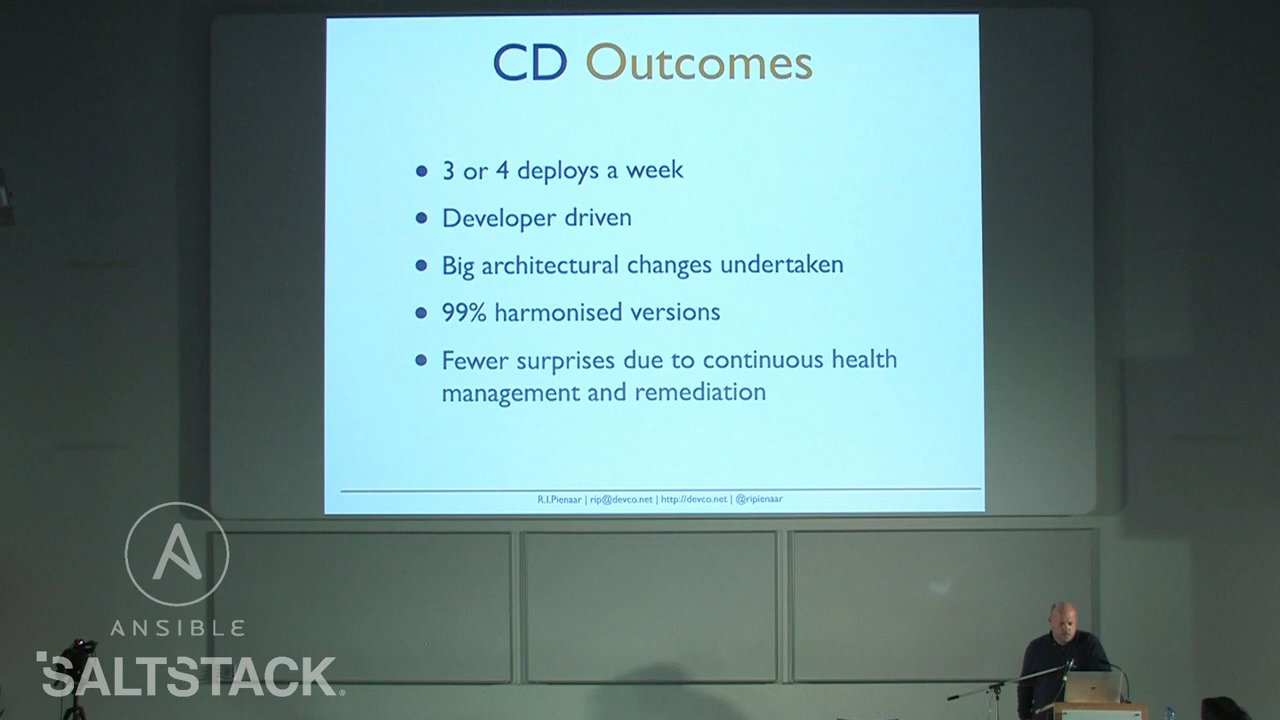 CD Outcomes
• 3 or 4 deploys a week
• Developer driven
• Big architectural changes undertaken
• 99% harmonised versions
• Fewer surprises due to continuous health
management and remediation
R.I.Pienaar | rip@devco.net | http://devco.net | @ripienaar
ANSIBLE
SALTSTACK